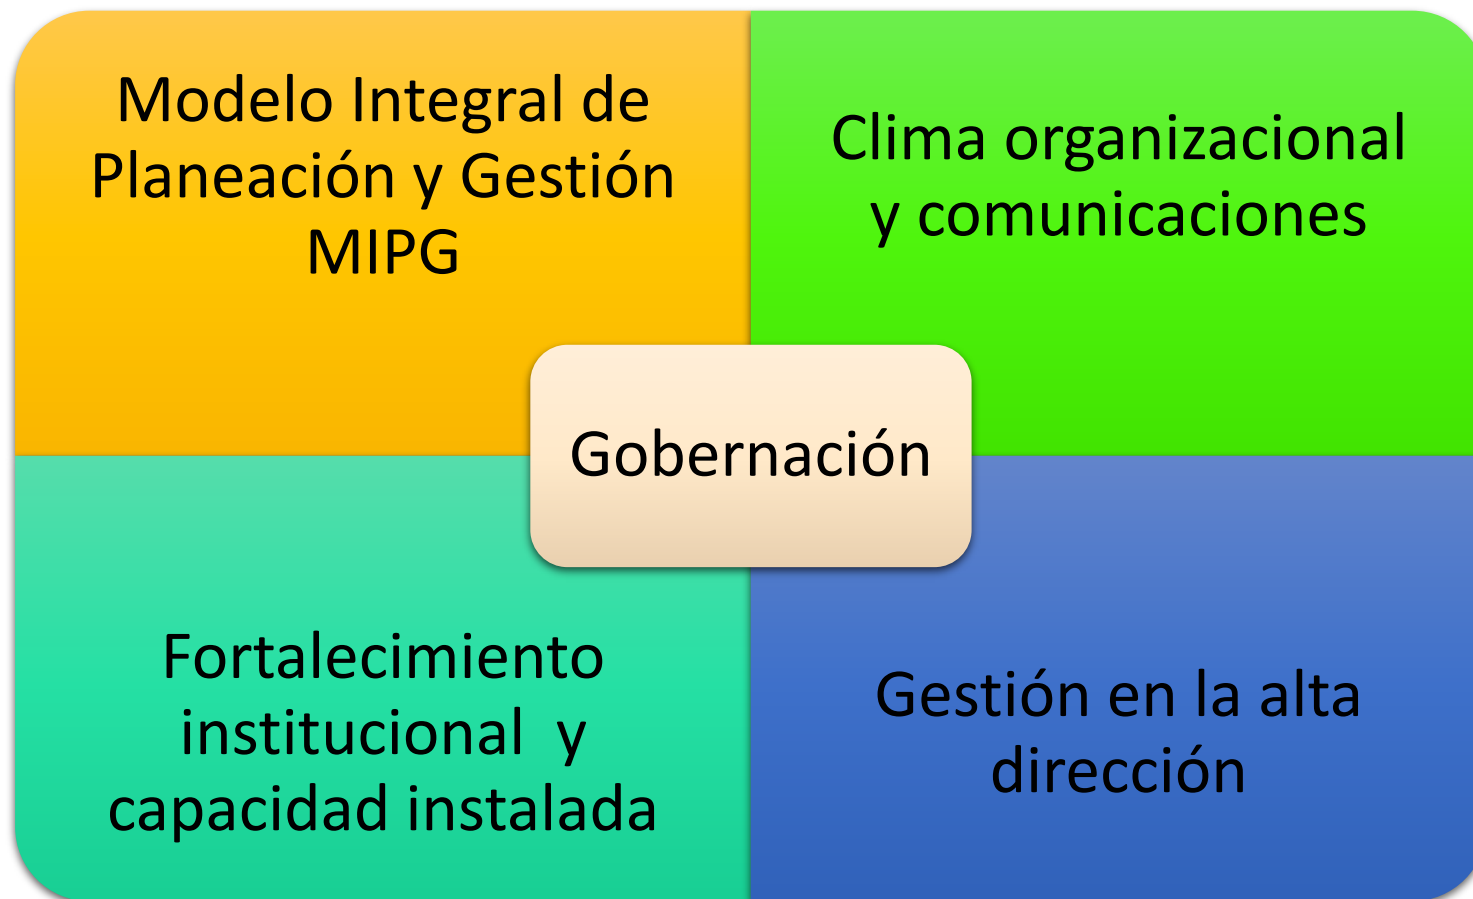 Modelo Integral de
Planeación y Gestión
MIPG
Clima organizacional
y comunicaciones
Gobernación
Fortalecimiento
institucional  y
capacidad instalada
Gestión en la alta
dirección